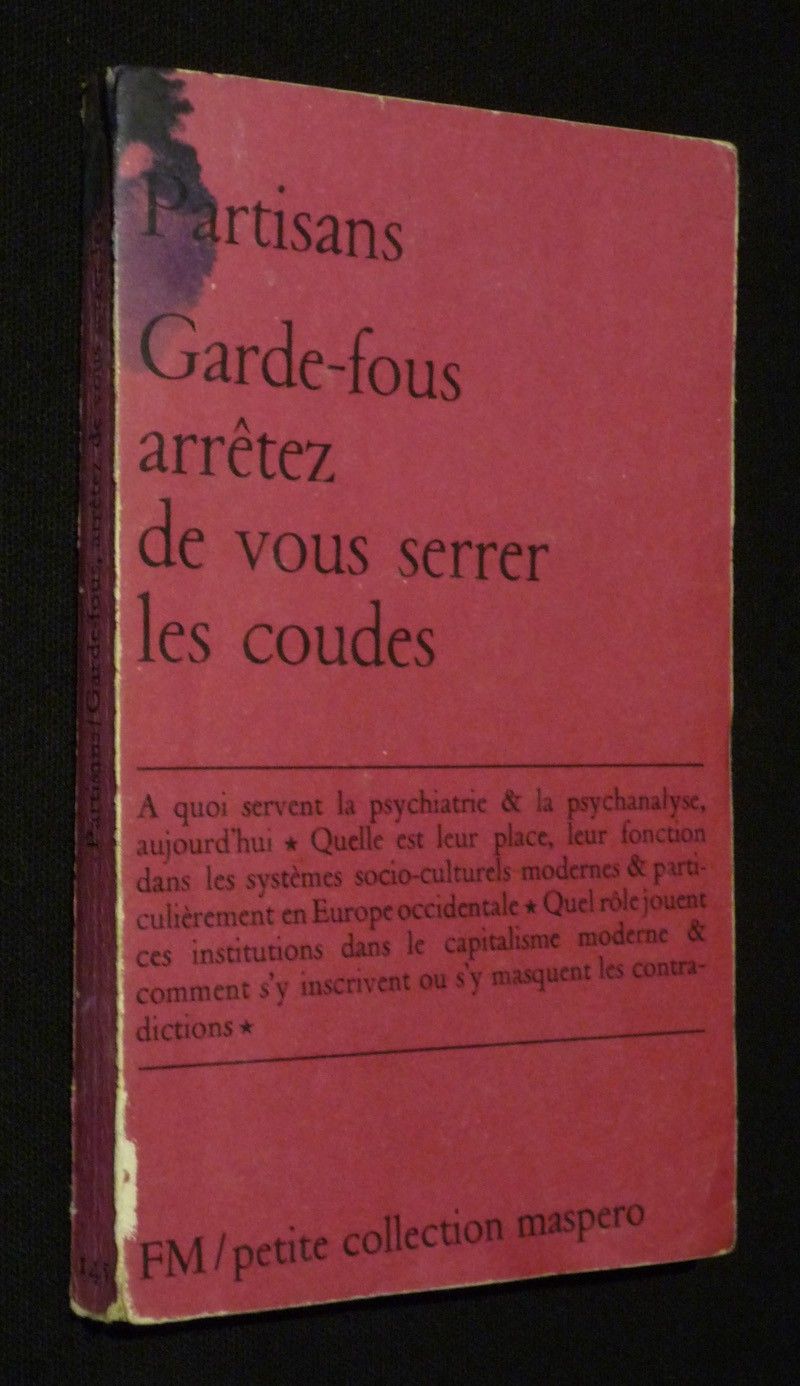 Partisans
Garde-fous
arrêtez
de vous serrer
les coudes
A quoi servent la psychiatrie & la psychanalyse,
aujourd'hui ★ Quelle est leur place, leur fonction
dans les systèmes socio-culturels modernes & parti-
culièrement en Europe occidentale ★ Quel rôle jouent
ces institutions dans le capitalisme moderne &
comment s'y inscrivent ou s'y masquent les contra-
dictions ★
FM/petite collection maspero
Partisans/Garde-fous, arrêtez de vous serrer